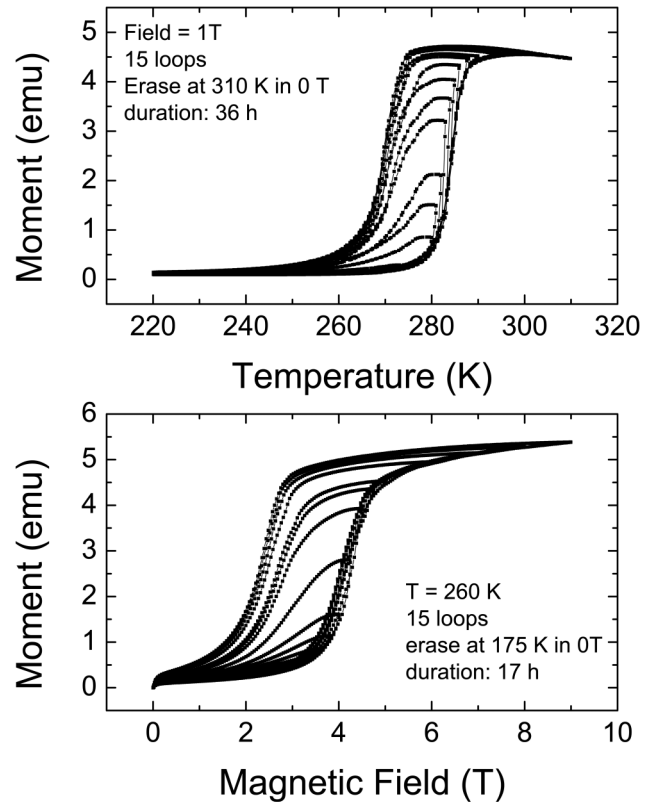 Field = 1T
15 loops
Erase at 310 K in 0 T
duration: 36 h
Moment (emu)
5
4
3
2
1
0
220 240 260 280 300 320
Temperature (K)
6
5
4
3
2
1
0
Moment (emu)
T = 260 K
15 loops
erase at 175 K in 0T
duration: 17 h
0 2 4 6 8 10
Magnetic Field (T)